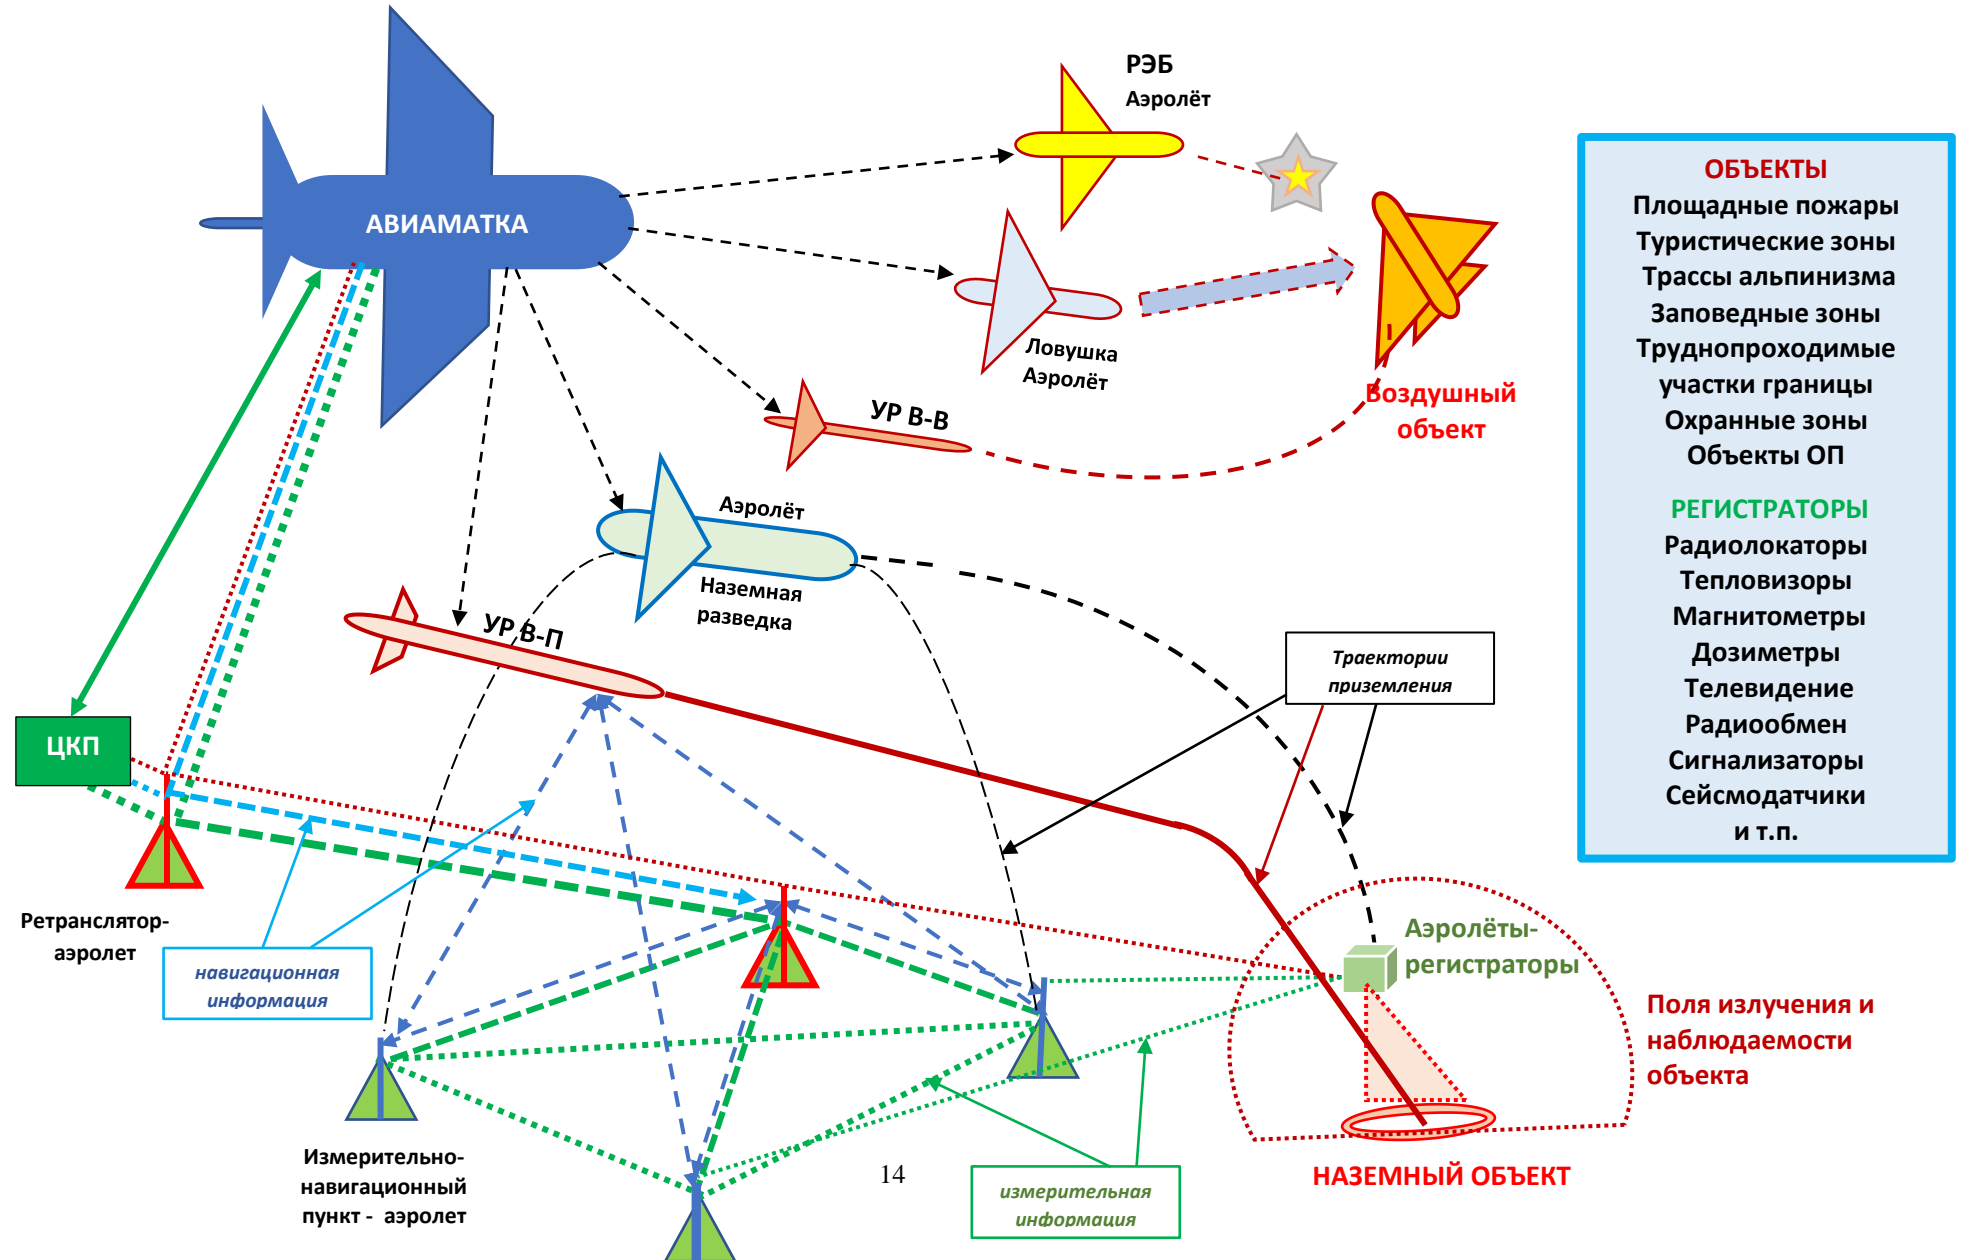 РЭБ
Аэролёт
АВИАМАТКА
Ловушка
Аэролёт
УР В-В
Воздушный
объект
Аэролёт
Наземная
разведка
УР В-П
Траектории
приземления
ЦКП
Ретранслятор-
аэролет
навигационная
информация
Аэролёты-
регистраторы
Поля излучения и
наблюдаемости
объекта
Измерительно-
навигационный
пункт - аэролет
14
измерительная
информация
НАЗЕМНЫЙ ОБЪЕКТ
ОБЪЕКТЫ
Площадные пожары
Туристические зоны
Трассы альпинизма
Заповедные зоны
Труднопроходимые
участки границы
Охранные зоны
Объекты ОП
РЕГИСТРАТОРЫ
Радиолокаторы
Тепловизоры
Магнитометры
Дозиметры
Телевидение
Радиообмен
Сигнализаторы
Сейсмодатчики
и т.п.